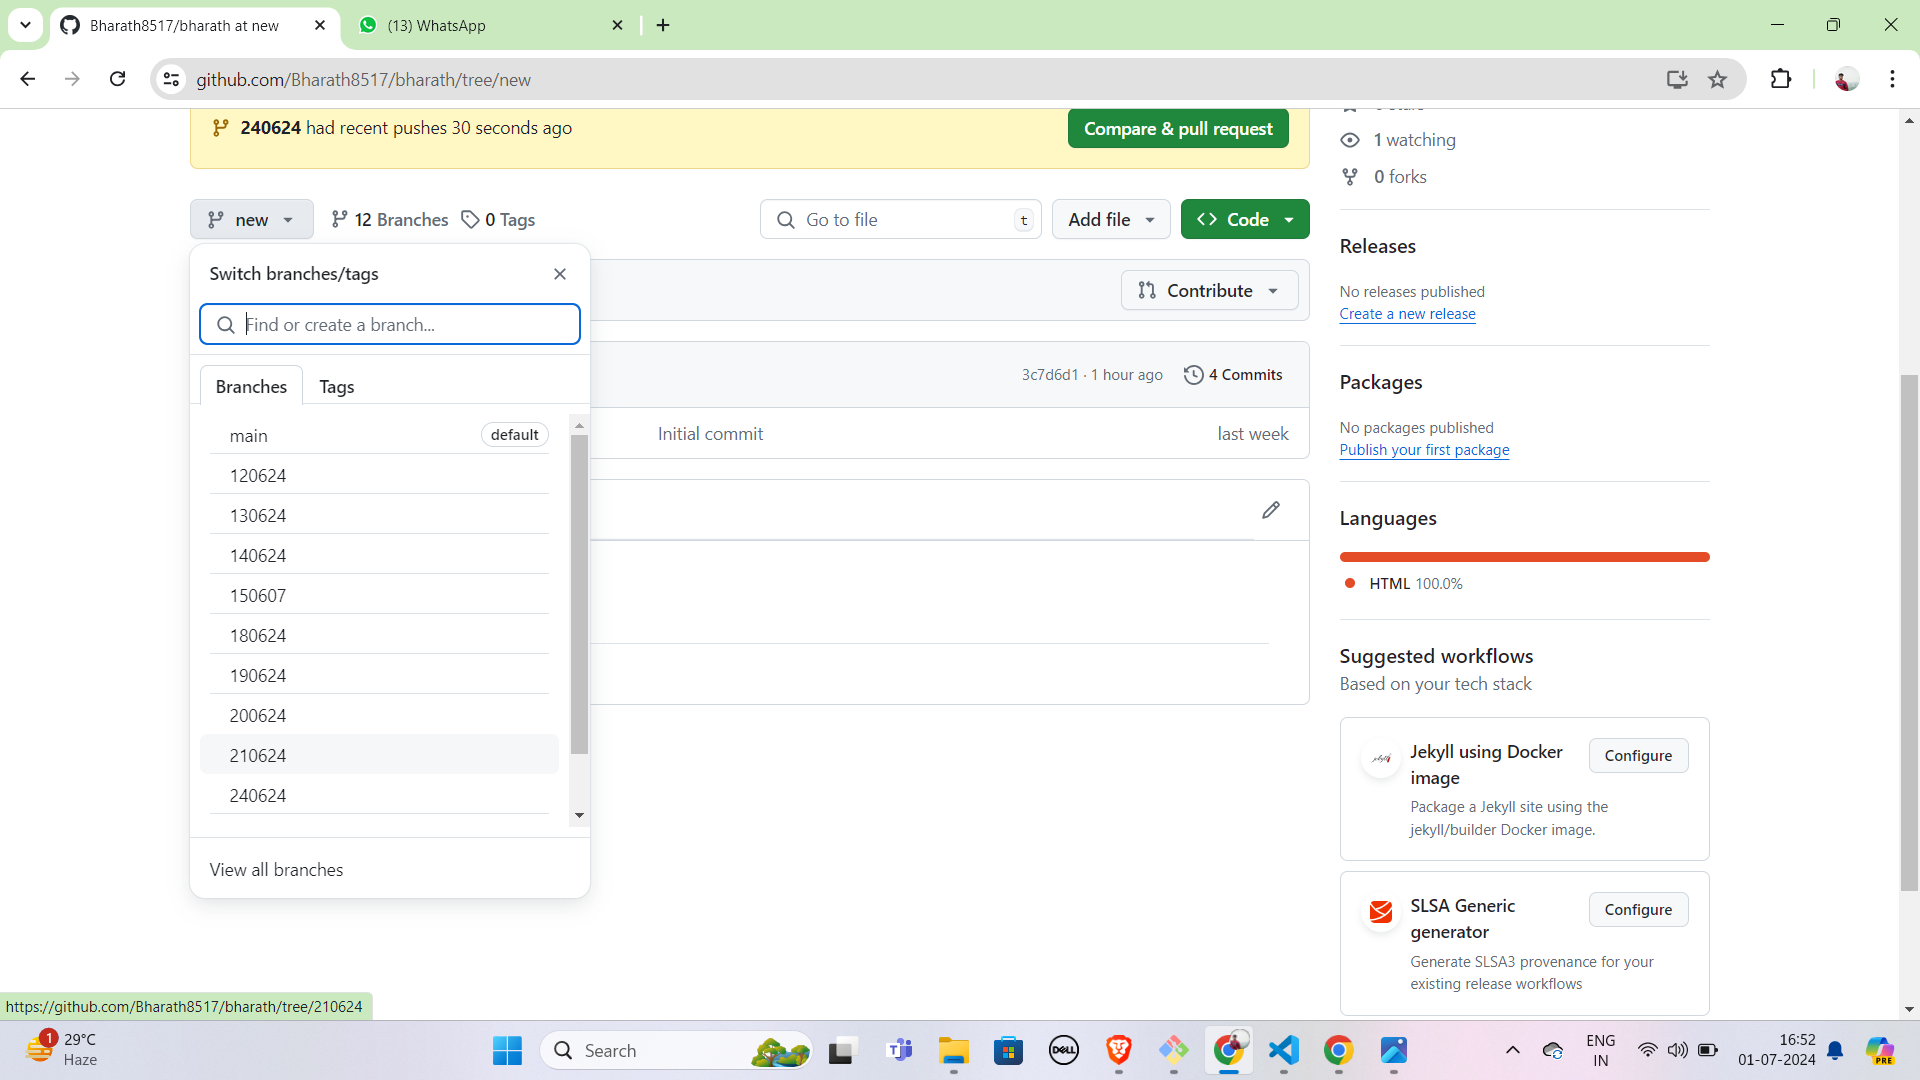 Bharath8517/bharath at new
(13) WhatsApp
github.com/Bharath8517/bharath/tree/new
240624 had recent pushes 30 seconds ago
Compare & pull request
1 watching
0 forks
new
12 Branches
0 Tags
Go to file
t
Add file
Code
Switch branches/tags
Find or create a branch...
Branches
Tags
main
default
120624
130624
140624
150607
180624
190624
200624
210624
240624
View all branches
Contribute
3c7d6d1 · 1 hour ago
4 Commits
Initial commit
last week
Releases
No releases published
Create a new release
Packages
No packages published
Publish your first package
Languages
HTML 100.0%
Suggested workflows
Based on your tech stack
Jekyll using Docker
image
Configure
Package a Jekyll site using the
jekyll/builder Docker image.
SLSA Generic
generator
Configure
Generate SLSA3 provenance for your
existing release workflows
https://github.com/Bharath8517/bharath/tree/210624
1
29°C
Haze
Search
DELL
ENG
IN
16:52
01-07-2024
PRE